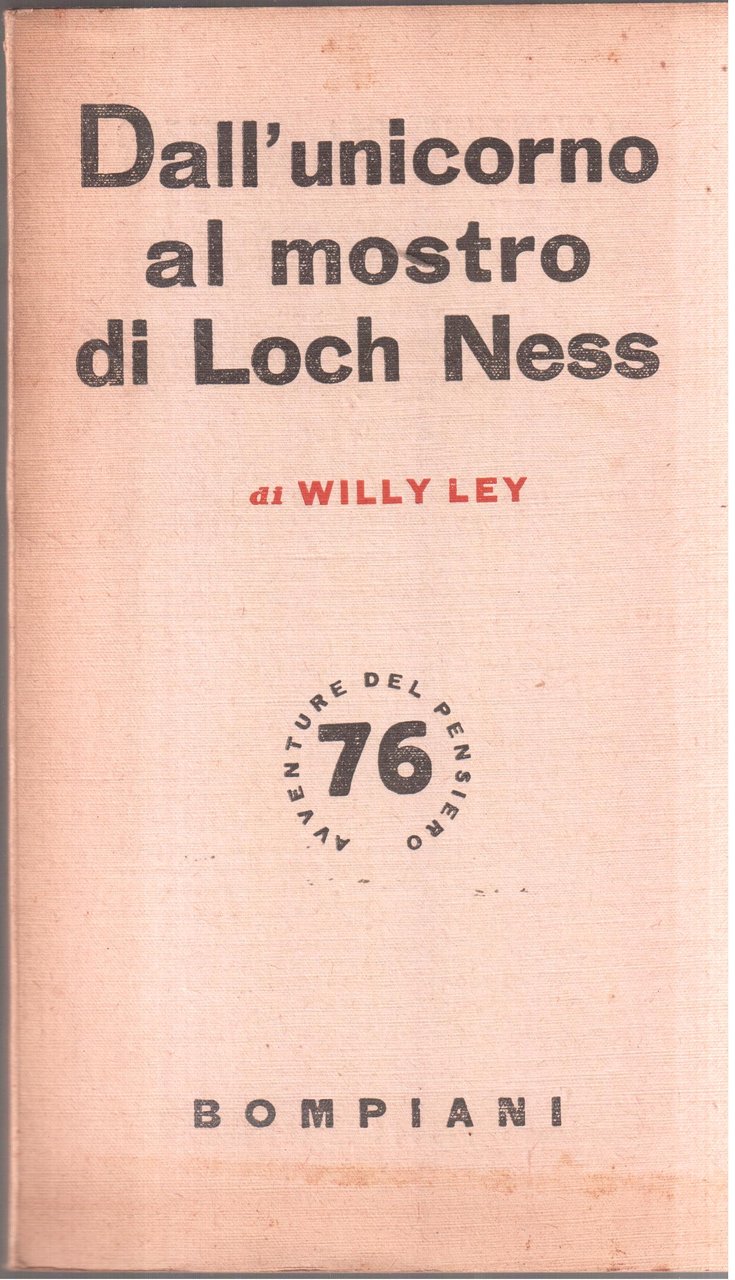 Dall'unicorno
al mostro
di Loch Ness
di WILLY LEY
AVVENTURE DEL PENSIERO
76
BOMPIANI